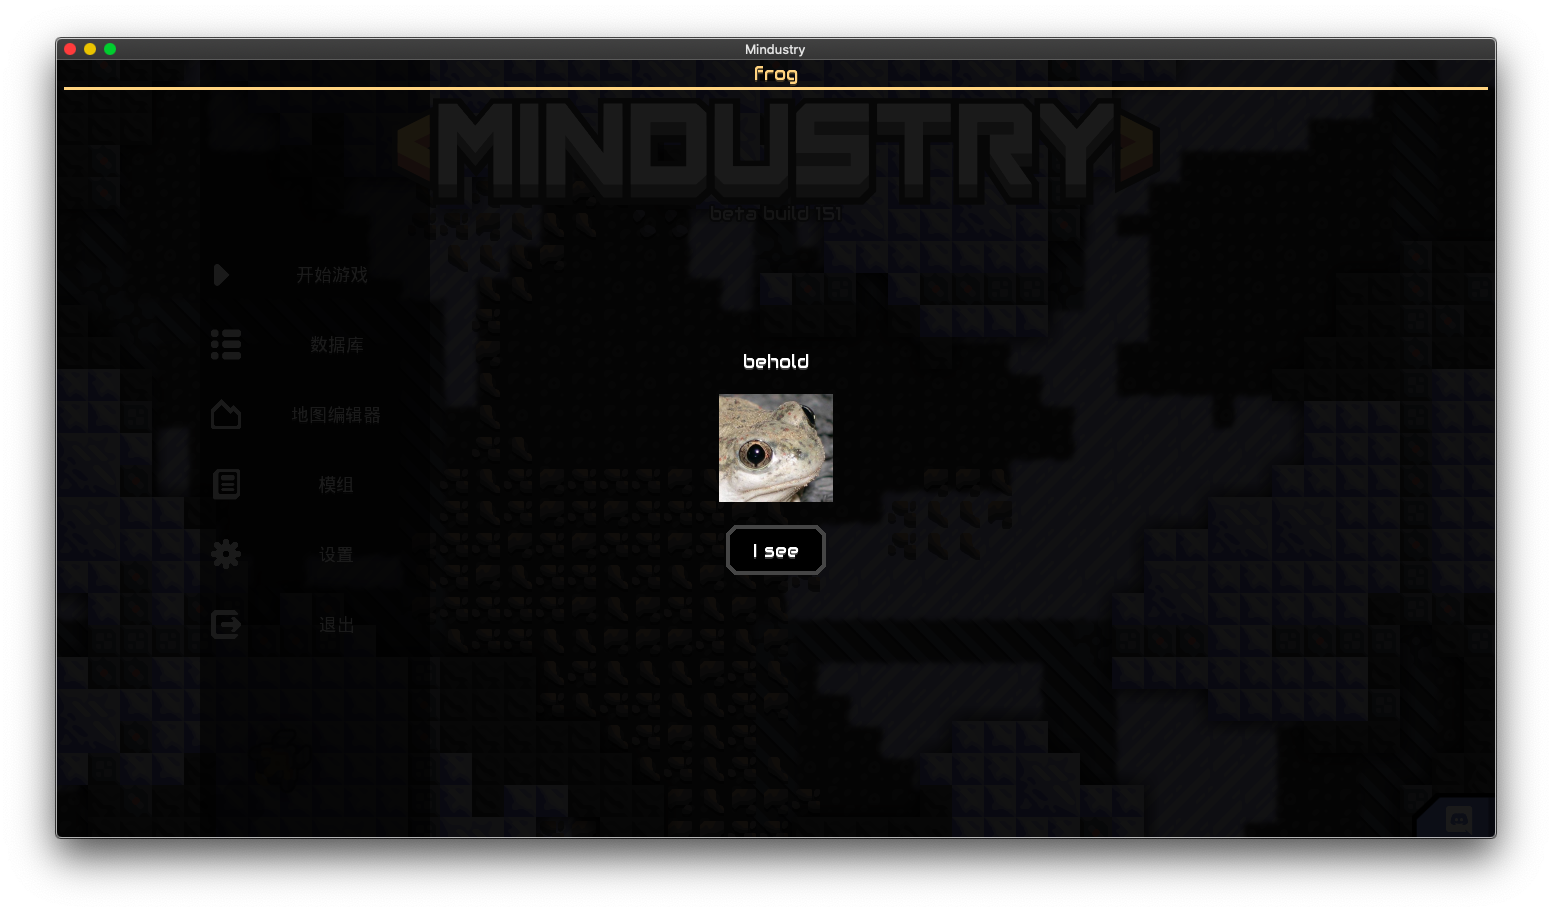 Mindustry
frog
MINDUSTRY
beta build 151
开始游戏
数据库
地图编辑器
模组
设置
退出
behold
I see